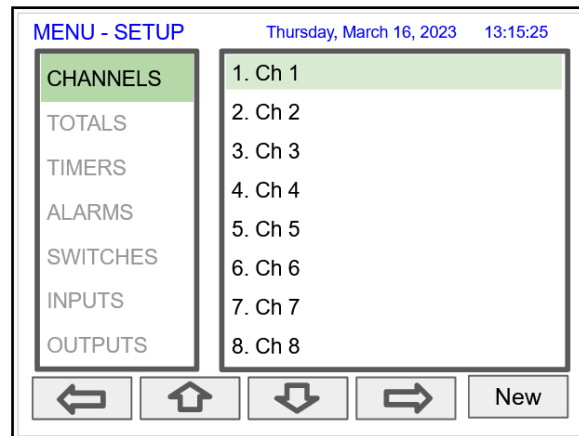 MENU - SETUP Thursday, March 16, 2023 13:15:25
CHANNELS
TOTALS
TIMERS
ALARMS
SWITCHES
INPUTS
OUTPUTS
1. Ch 1
2. Ch 2
3. Ch 3
4. Ch 4
5. Ch 5
6. Ch 6
7. Ch 7
8. Ch 8
New